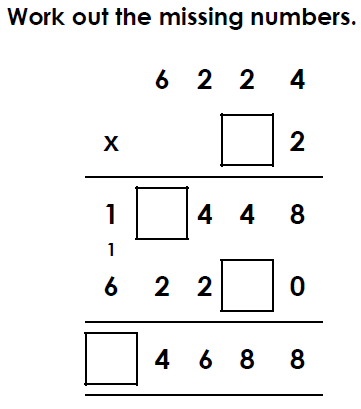 Work out the missing numbers.
6 2 2 4
x 2
1 4 4 8
1
6 2 2 0
4 6 8 8